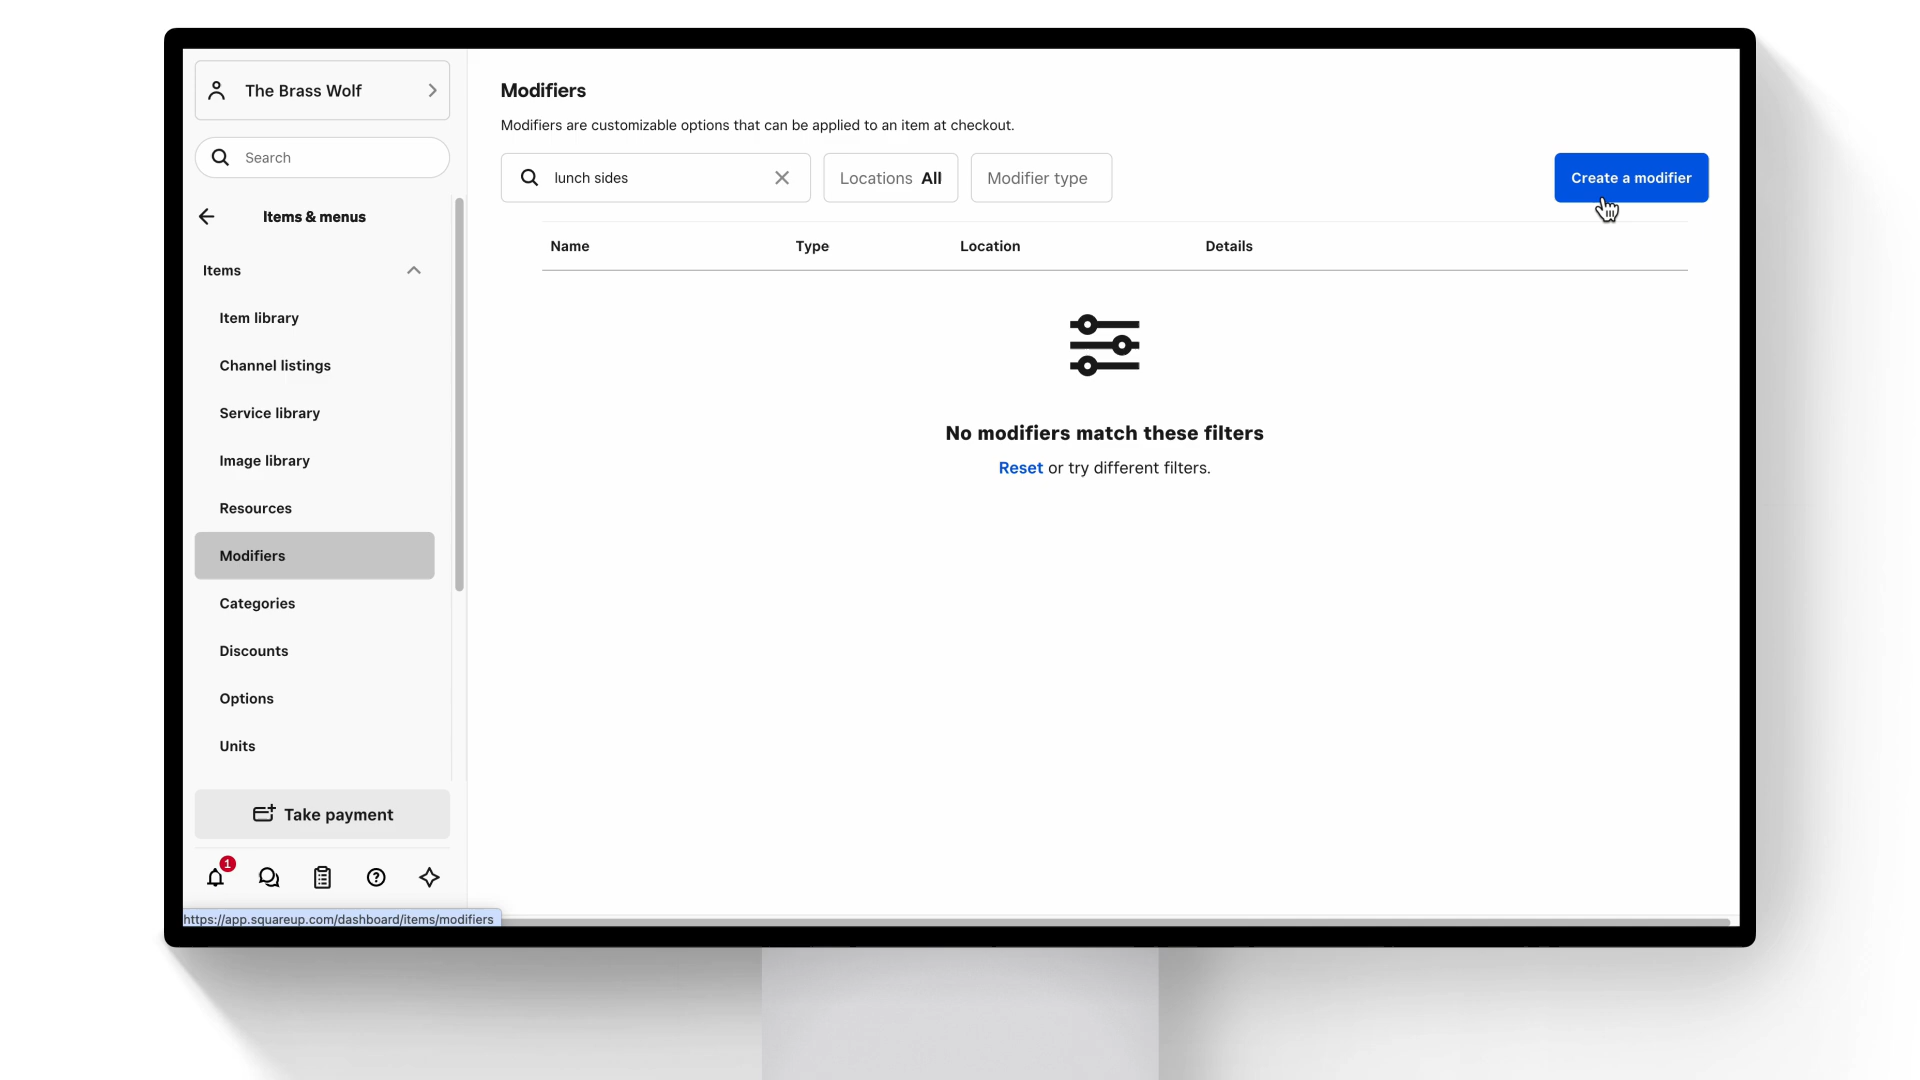 The Brass Wolf
Search
Items & menus
Items
Item library
Channel listings
Service library
Image library
Resources
Modifiers
Categories
Discounts
Options
Units
Take payment
1
https://app.squareup.com/dashboard/items/modifiers
Modifiers
Modifiers are customizable options that can be applied to an item at checkout.
lunch sides
Locations All
Modifier type
Create a modifier
Name Type Location Details
No modifiers match these filters
Reset or try different filters.